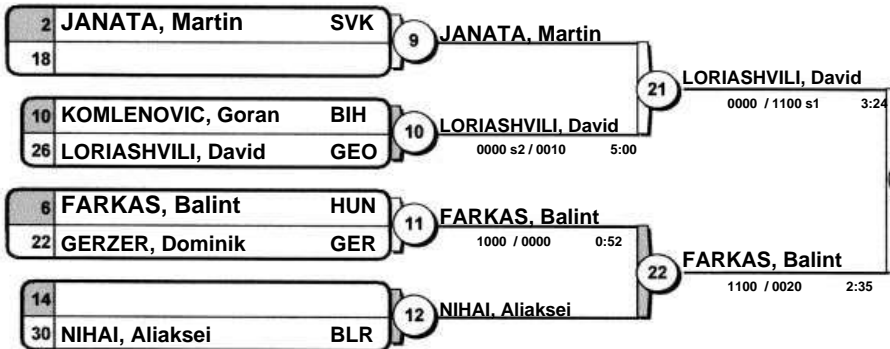 2 JANATA, Martin SVK
18
9
JANATA, Martin
10 KOMLENOVIC, Goran BIH
26 LORIASHVILI, David GEO
10
LORIASHVILI, David
0000 s2 / 0010 5:00
21
LORIASHVILI, David
0000 / 1100 s1 3:24
6 FARKAS, Balint HUN
22 GERZER, Dominik GER
11
FARKAS, Balint
1000 / 0000 0:52
14
30 NIHAI, Aliaksei BLR
12
NIHAI, Aliaksei
22
FARKAS, Balint
1100 / 0020 2:35